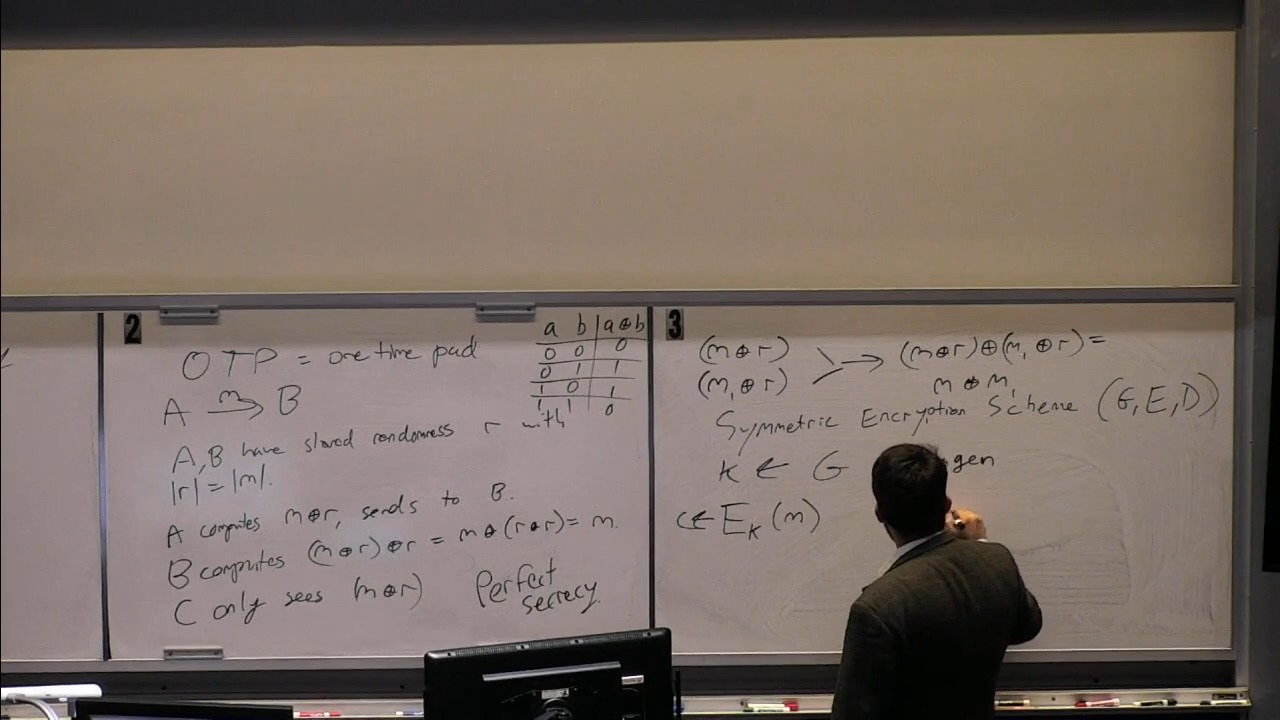 2
OTP = one time pad
A m→ B
A, B have shared randomness r with
|r| = |m|.
A computes m⊕r, sends to B.
B computes (m⊕r)⊕r = m⊕(r⊕r) = m.
C only sees (m⊕r)
Perfect
secrecy.
a b | a⊕b
0 0 | 0
0 1 | 1
1 0 | 1
1 1 | 0
3
(m⊕r)
(m₁⊕r)
→ (m⊕r)⊕(m₁⊕r) =
m⊕m₁
Symmetric Encryption Scheme (G,E,D)
K ← G
gen
c ← E_K(m)